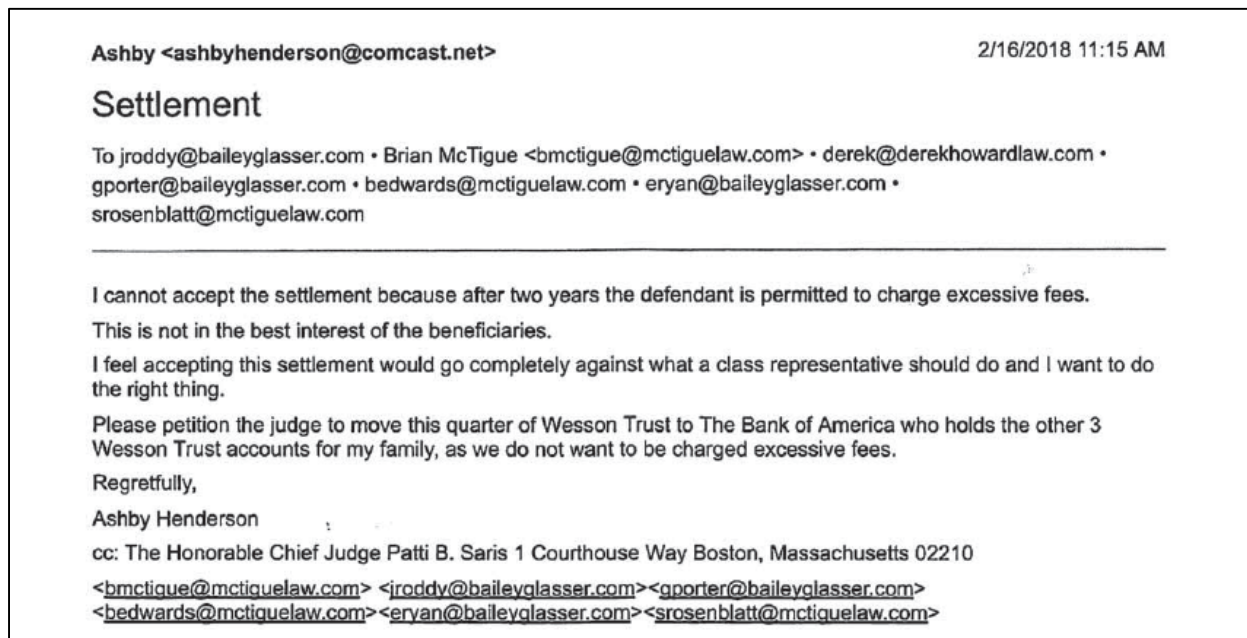 Ashby <ashbyhenderson@comcast.net> 2/16/2018 11:15 AM
Settlement
To jroddy@baileyglasser.com • Brian McTigue <bmctigue@mctiguelaw.com> • derek@derekhowardlaw.com •
gporter@baileyglasser.com • bedwards@mctiguelaw.com • eryan@baileyglasser.com •
srosenblatt@mctiguelaw.com
I cannot accept the settlement because after two years the defendant is permitted to charge excessive fees.
This is not in the best interest of the beneficiaries.
I feel accepting this settlement would go completely against what a class representative should do and I want to do
the right thing.
Please petition the judge to move this quarter of Wesson Trust to The Bank of America who holds the other 3
Wesson Trust accounts for my family, as we do not want to be charged excessive fees.
Regretfully,
Ashby Henderson
cc: The Honorable Chief Judge Patti B. Saris 1 Courthouse Way Boston, Massachusetts 02210
<bmctigue@mctiguelaw.com> <jroddy@baileyglasser.com><gporter@baileyglasser.com>
<bedwards@mctiguelaw.com><eryan@baileyglasser.com><srosenblatt@mctiguelaw.com>